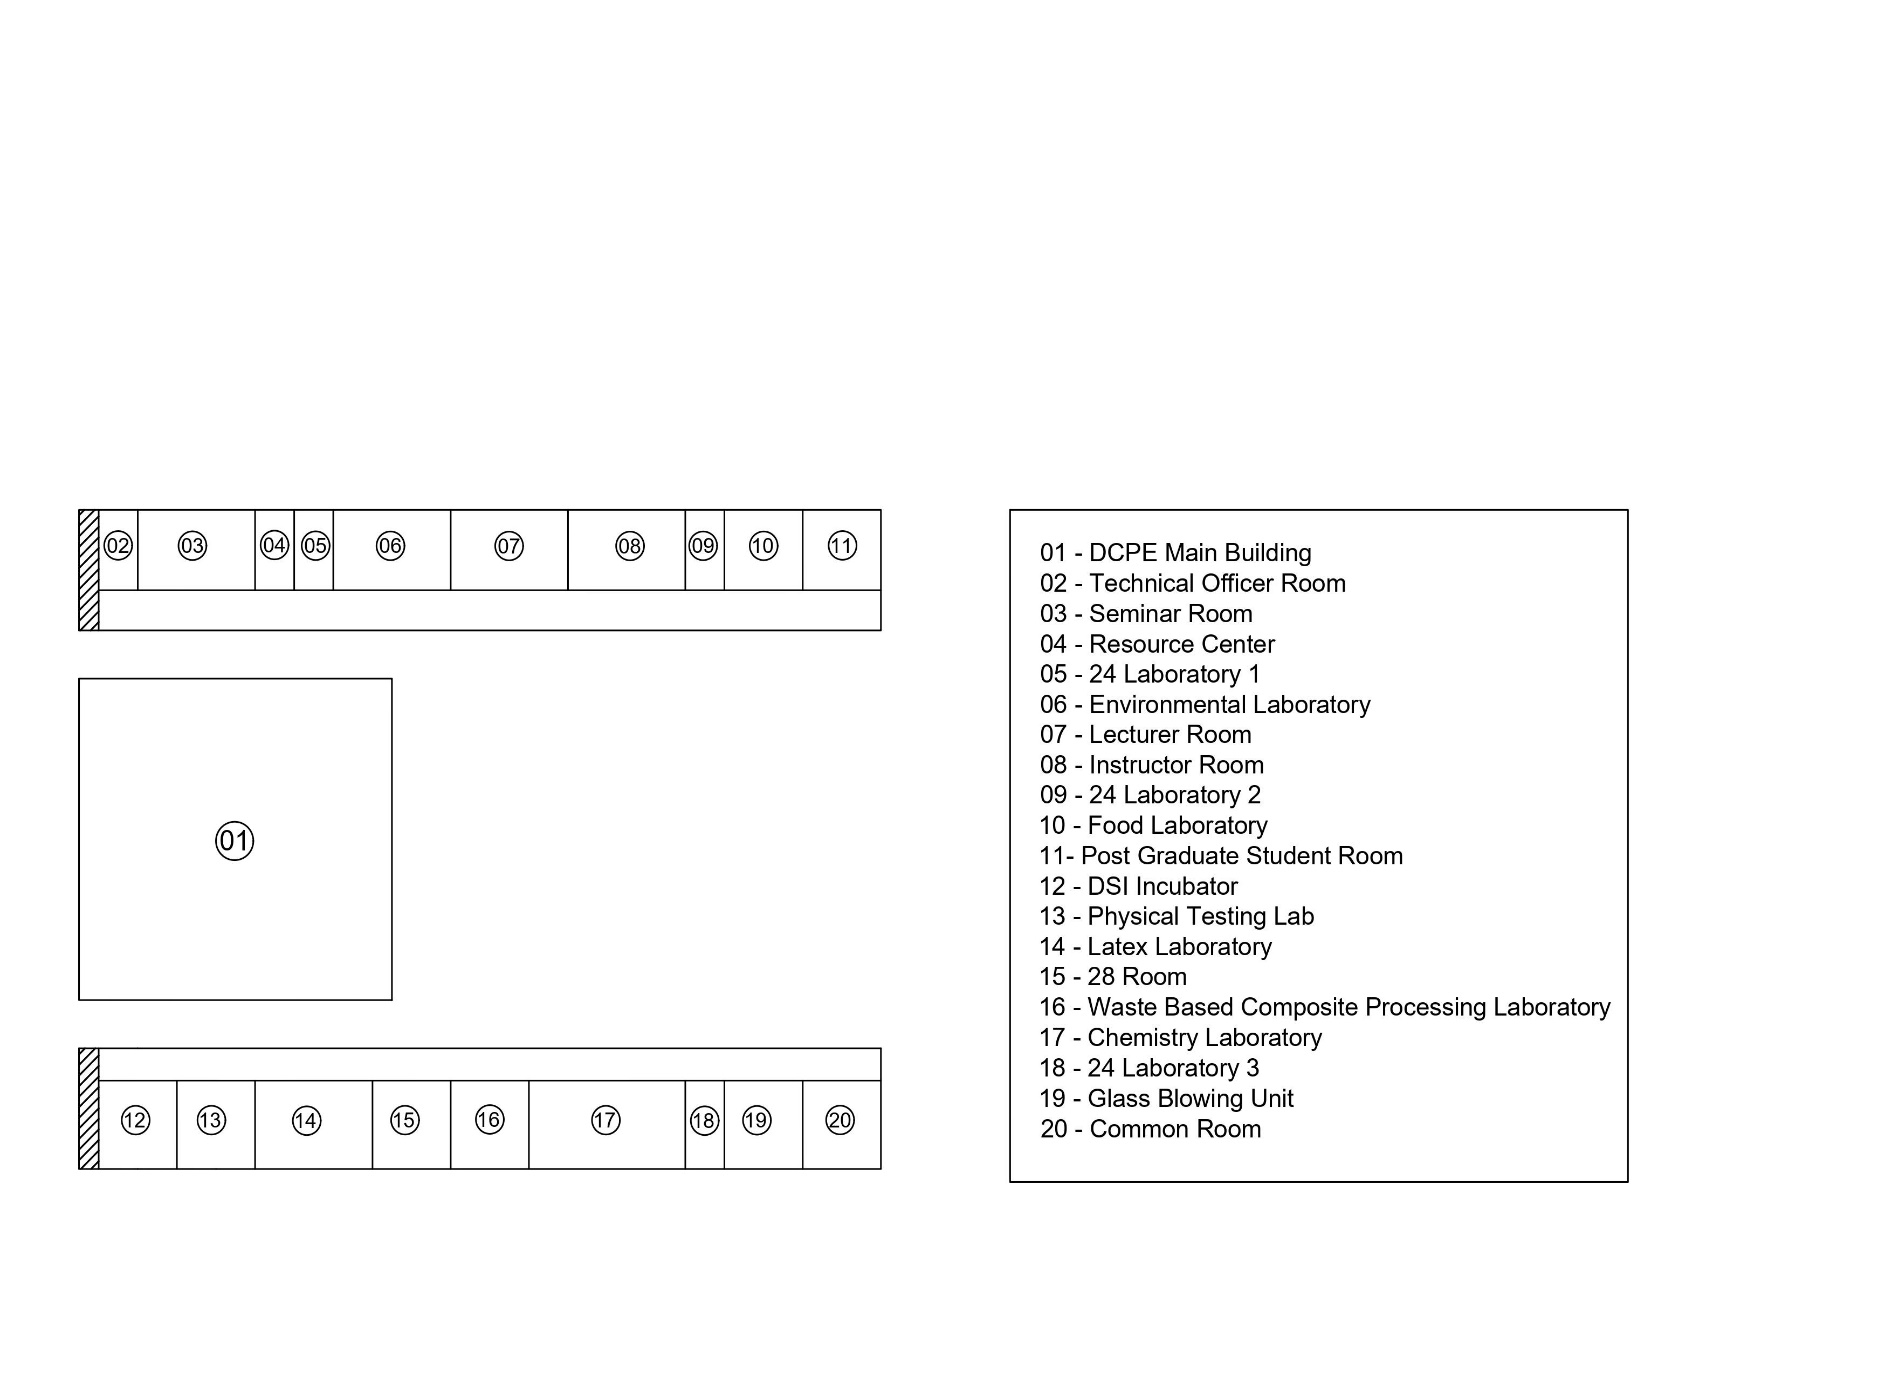 02 03 04 05 06 07 08 09 10 11
01
12 13 14 15 16 17 18 19 20
01 - DCPE Main Building
02 - Technical Officer Room
03 - Seminar Room
04 - Resource Center
05 - 24 Laboratory 1
06 - Environmental Laboratory
07 - Lecturer Room
08 - Instructor Room
09 - 24 Laboratory 2
10 - Food Laboratory
11- Post Graduate Student Room
12 - DSI Incubator
13 - Physical Testing Lab
14 - Latex Laboratory
15 - 28 Room
16 - Waste Based Composite Processing Laboratory
17 - Chemistry Laboratory
18 - 24 Laboratory 3
19 - Glass Blowing Unit
20 - Common Room